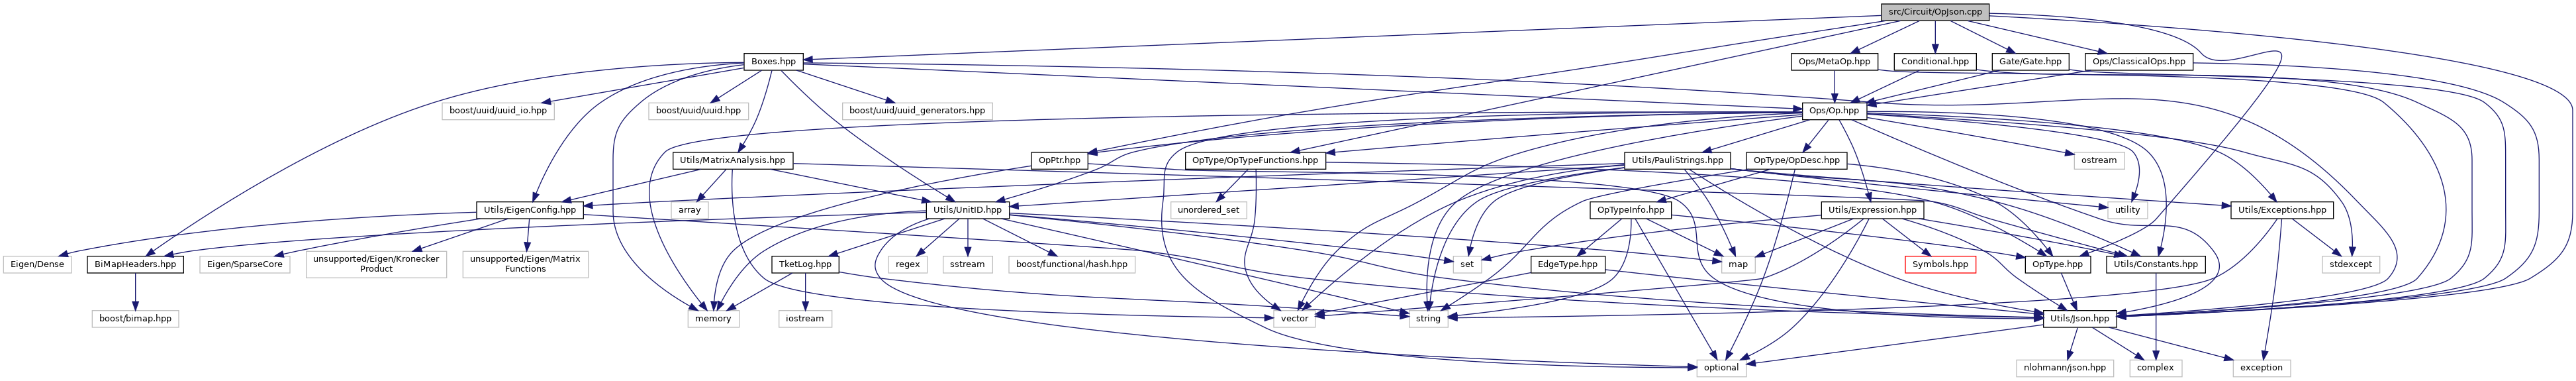 src/Circuit/OpJson.cpp
Boxes.hpp
Ops/MetaOp.hpp
Conditional.hpp
Gate/Gate.hpp
Ops/ClassicalOps.hpp
boost/uuid/uuid_io.hpp
boost/uuid/uuid.hpp
boost/uuid/uuid_generators.hpp
Ops/Op.hpp
Utils/MatrixAnalysis.hpp
OpPtr.hpp
OpType/OpTypeFunctions.hpp
Utils/PauliStrings.hpp
OpType/OpDesc.hpp
ostream
Utils/EigenConfig.hpp
array
Utils/UnitID.hpp
unordered_set
OpTypeInfo.hpp
Utils/Expression.hpp
utility
Utils/Exceptions.hpp
Eigen/Dense
BiMapHeaders.hpp
Eigen/SparseCore
unsupported/Eigen/Kronecker
Product
unsupported/Eigen/Matrix
Functions
TketLog.hpp
regex
sstream
boost/functional/hash.hpp
set
EdgeType.hpp
map
Symbols.hpp
OpType.hpp
Utils/Constants.hpp
stdexcept
boost/bimap.hpp
memory
iostream
vector
string
Utils/Json.hpp
optional
nlohmann/json.hpp
complex
exception